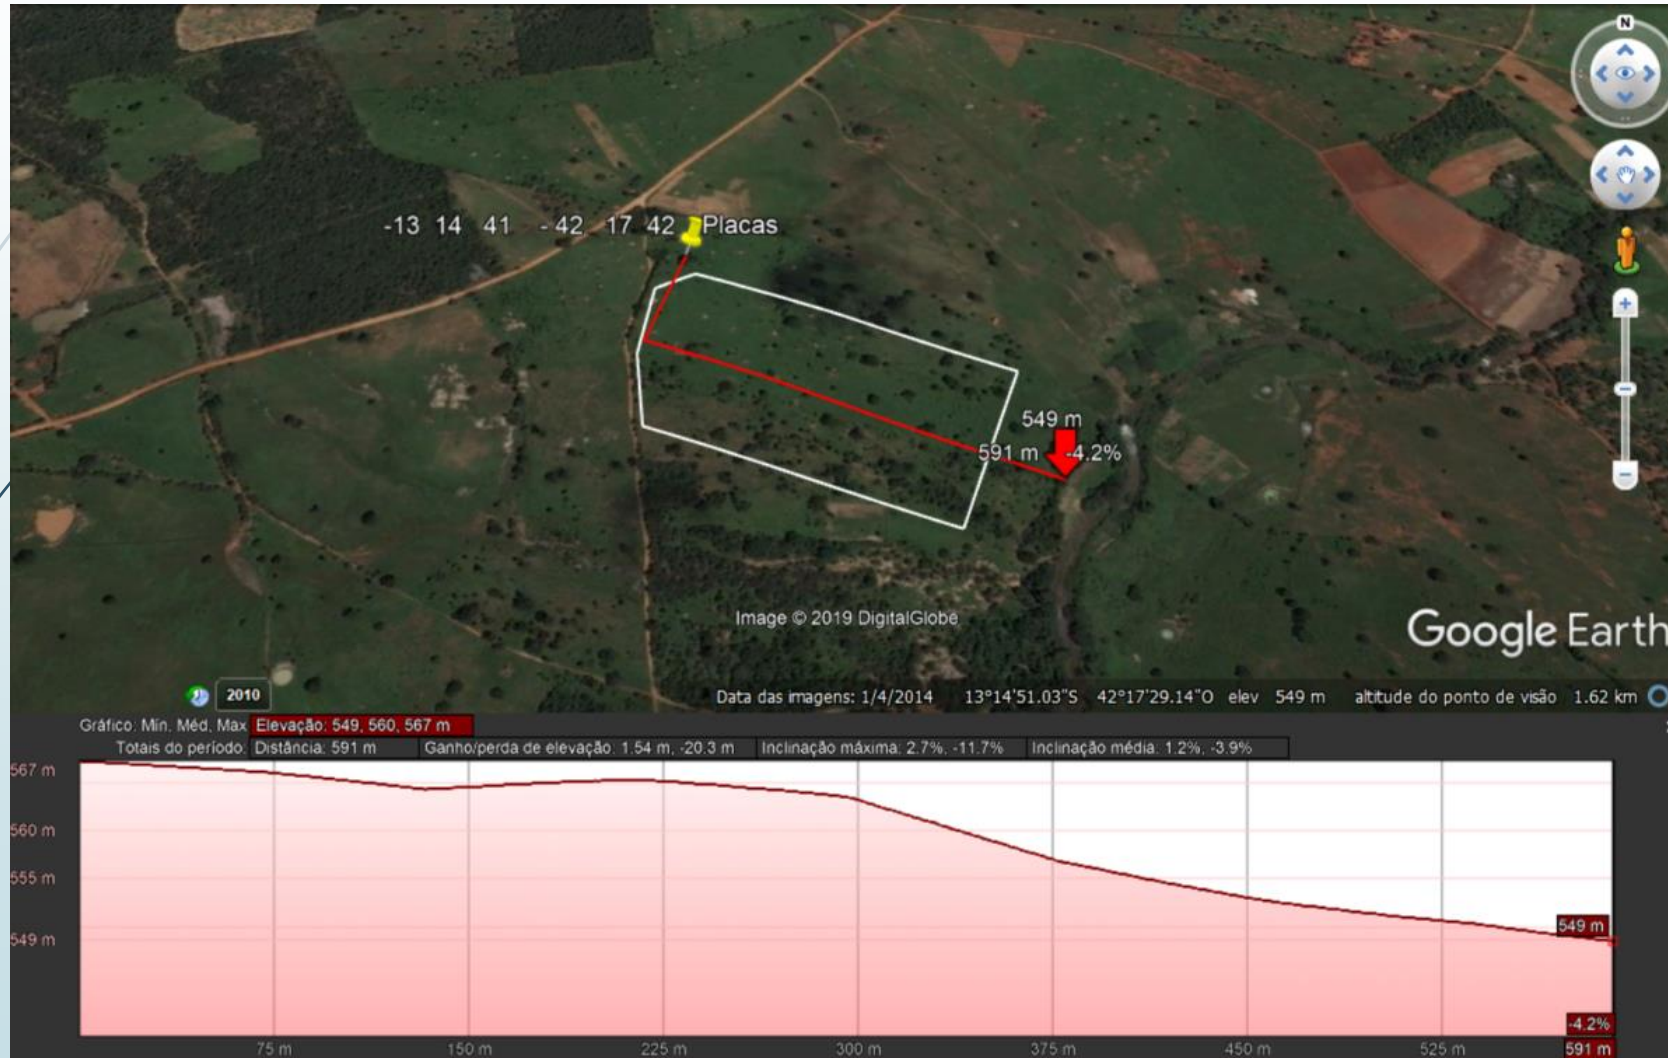 N
-13 14 41 - 42 17 42 Placas
549 m
591 m -4.2%
Image © 2019 DigitalGlobe
Google Earth
2010
Data das imagens: 1/4/2014 13°14'51.03"S 42°17'29.14"O elev 549 m altitude do ponto de visão 1.62 km
Gráfico: Mín, Méd, Max Elevação: 549, 560, 567 m
Totais do período: Distância: 591 m Ganho/perda de elevação: 1.54 m, -20.3 m Inclinação máxima: 2.7%, -11.7% Inclinação média: 1.2%, -3.9%
567 m
560 m
555 m
549 m
549 m
-4.2%
75 m 150 m 225 m 300 m 375 m 450 m 525 m 591 m